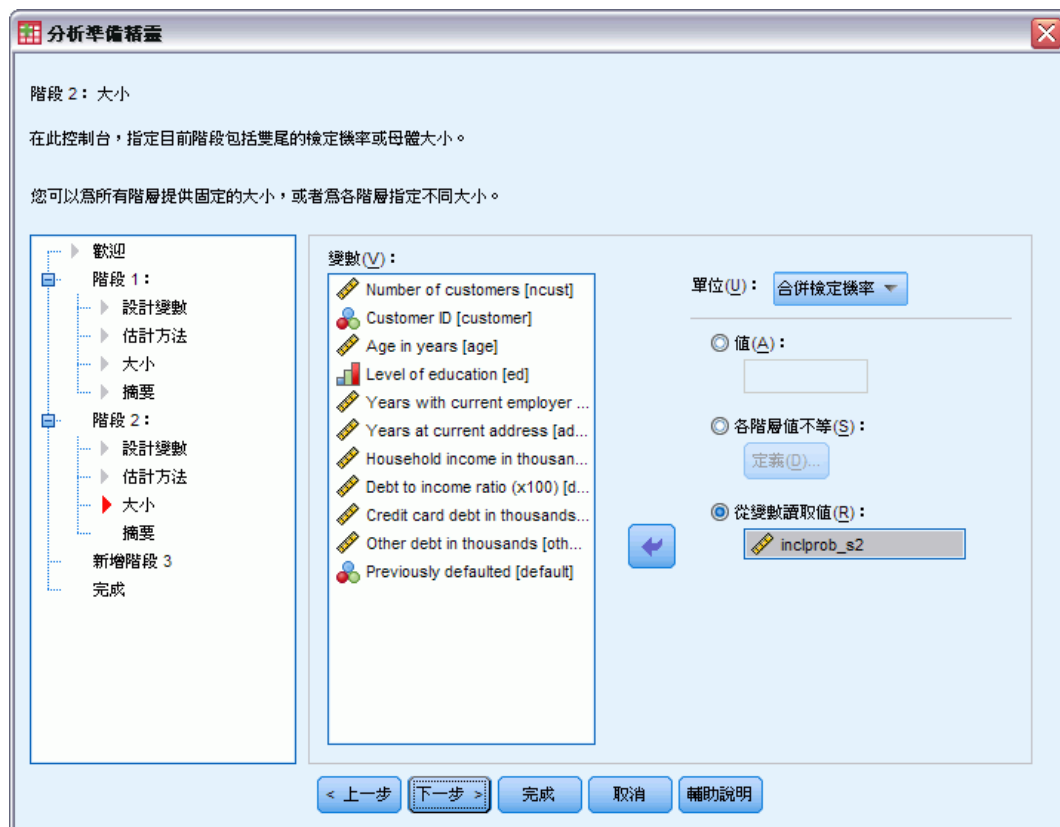 分析準備精靈
階段 2：大小
在此控制台，指定目前階段包括雙尾的檢定機率或母體大小。
您可以為所有階層提供固定的大小，或者為各階層指定不同大小。
歡迎
階段 1：
設計變數
估計方法
大小
摘要
階段 2：
設計變數
估計方法
大小
摘要
新增階段 3
完成
變數(V)：
Number of customers [ncust]
Customer ID [customer]
Age in years [age]
Level of education [ed]
Years with current employer ...
Years at current address [ad...
Household income in thousan...
Debt to income ratio (x100) [d...
Credit card debt in thousands...
Other debt in thousands [oth...
Previously defaulted [default]
單位(U)：
合併檢定機率
值(A)：
各階層值不等(S)：
定義(D)...
從變數讀取值(R)：
inclprob_s2
< 上一步
下一步 >
完成
取消
輔助說明